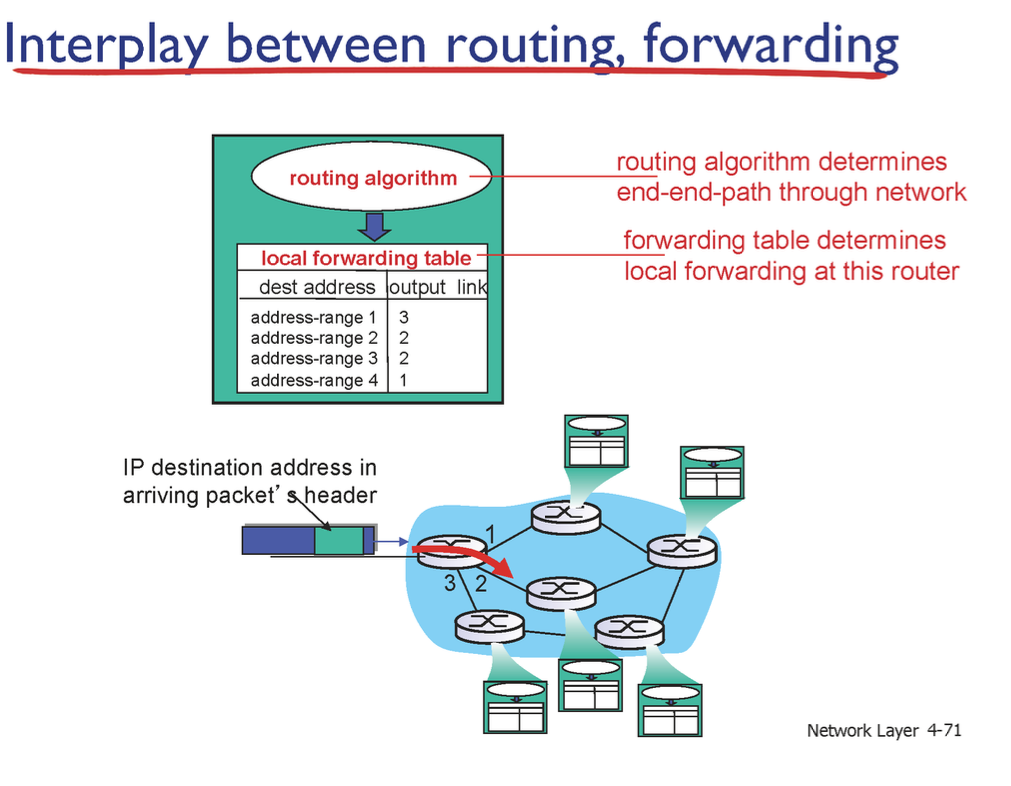 Interplay between routing, forwarding
routing algorithm
routing algorithm determines
end-end-path through network
local forwarding table
forwarding table determines
local forwarding at this router
dest address output link
address-range 1 3
address-range 2 2
address-range 3 2
address-range 4 1
IP destination address in
arriving packet’s header
1
3 2
Network Layer 4-71